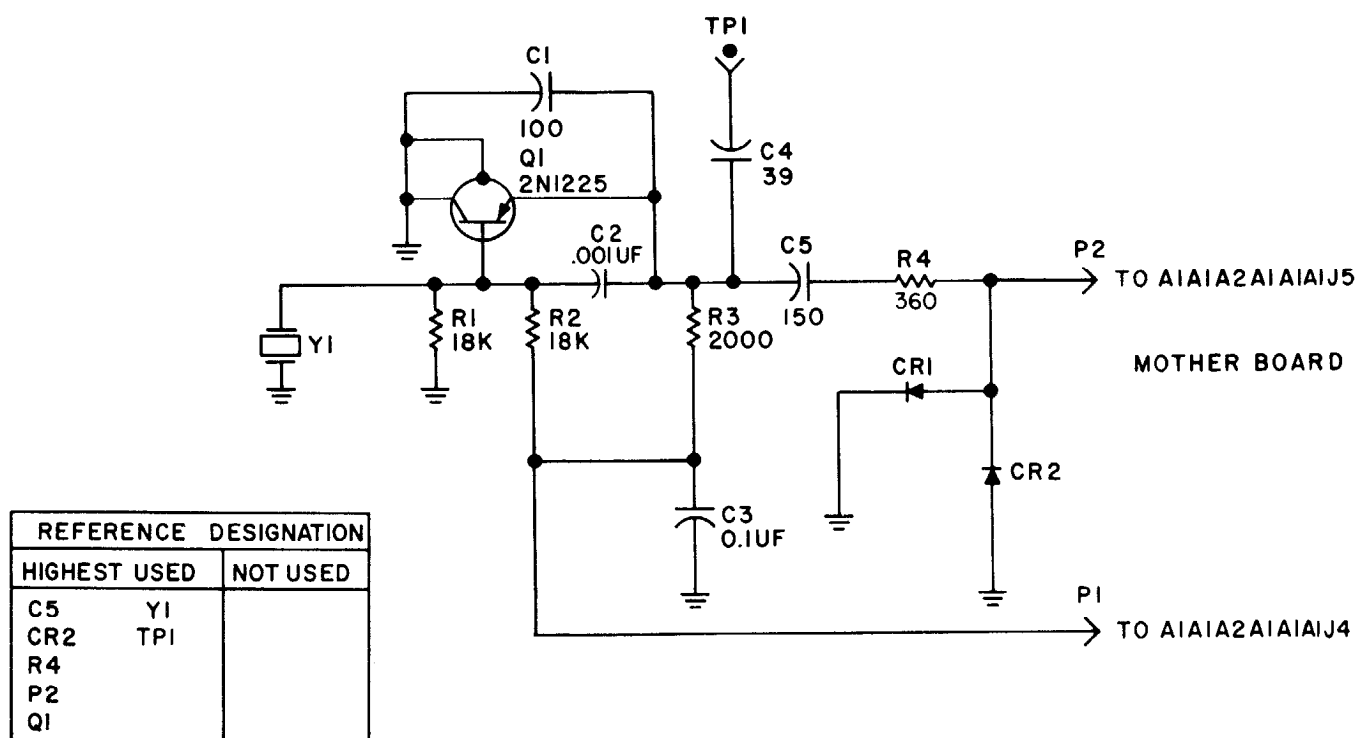 TP1
C1
100
Q1
2N1225
C4
39
C2
.001UF
C5
150
R4
360
P2
TO A1A1A2A1A1A1J5
Y1
R1
18K
R2
18K
R3
2000
MOTHER BOARD
CR1
CR2
C3
0.1UF
P1
TO A1A1A2A1A1A1J4
REFERENCE DESIGNATION
HIGHEST USED NOT USED
C5 Y1
CR2 TP1
R4
P2
Q1